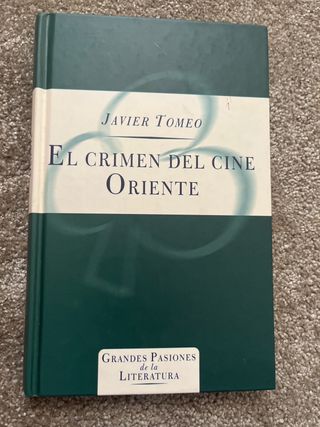 JAVIER TOMEO
EL CRIMEN DEL CINE
ORIENTE
GRANDES PASIONES
de la
LITERATURA